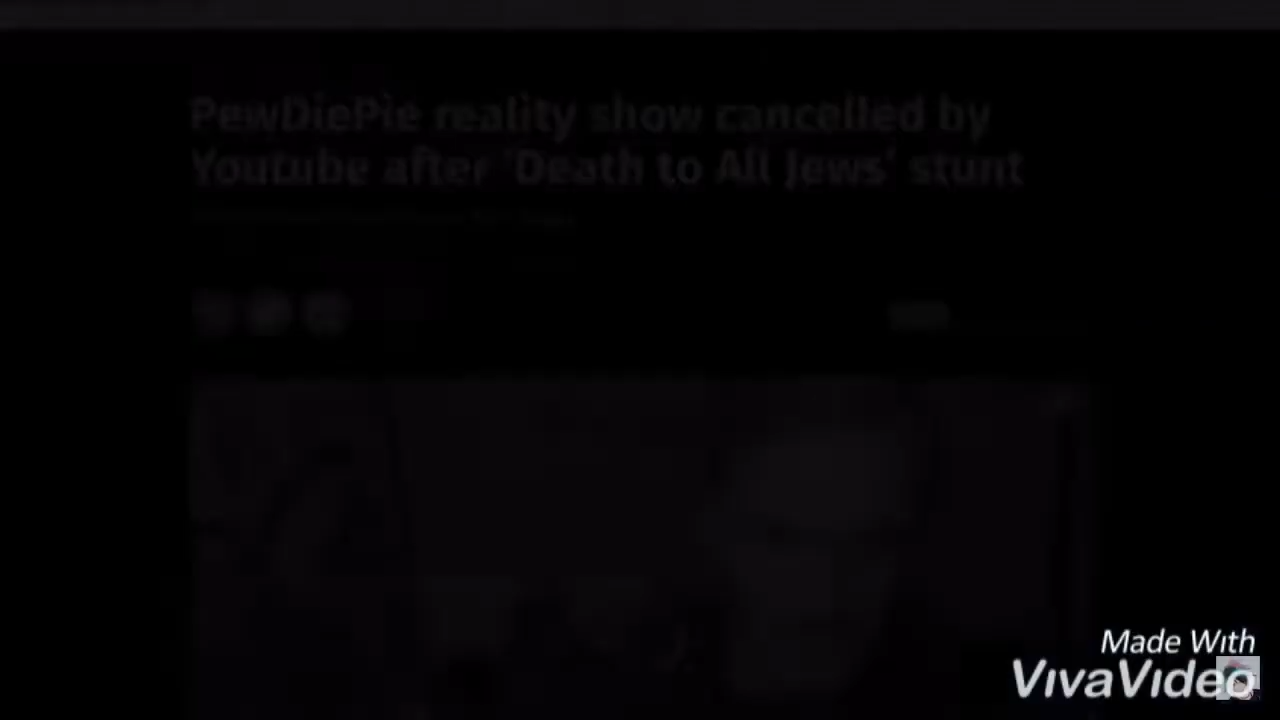 PewDiePie reality show cancelled by
Youtube after 'Death to All Jews' stunt
Made With
VivaVideo